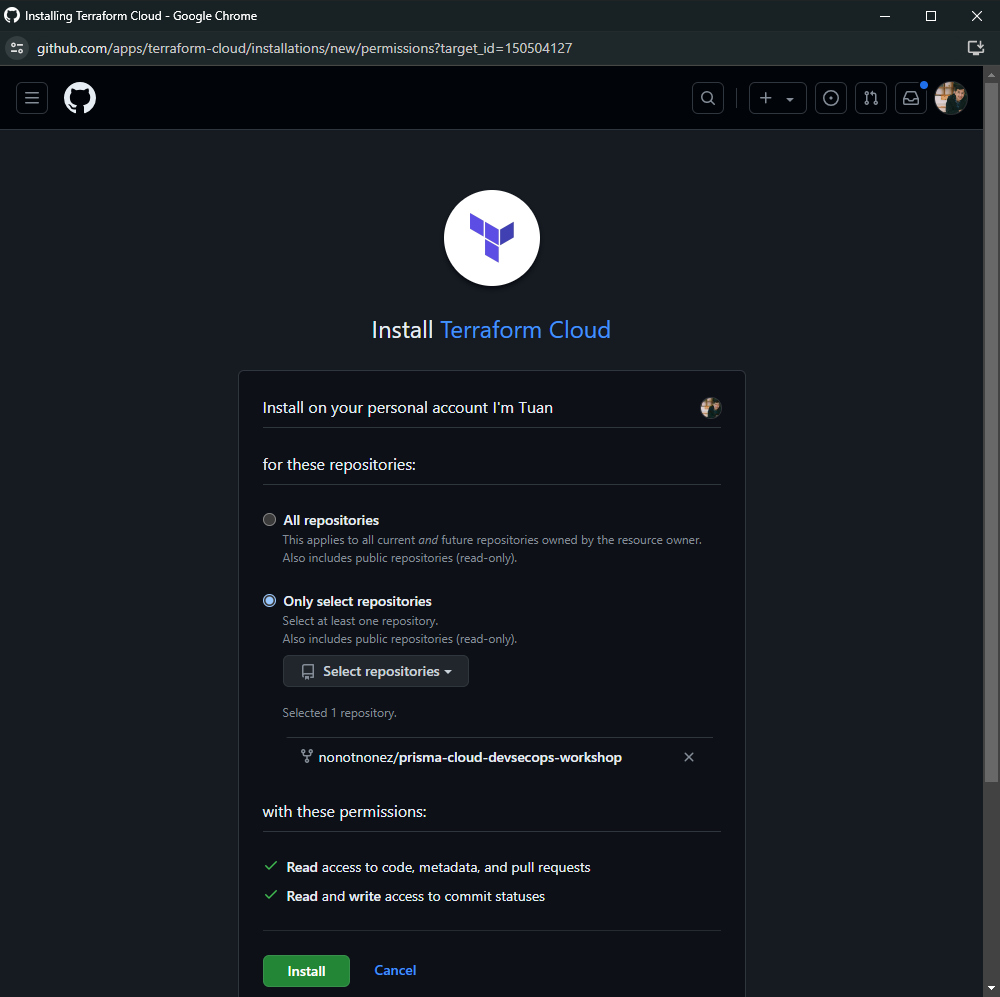 Installing Terraform Cloud - Google Chrome
github.com/apps/terraform-cloud/installations/new/permissions?target_id=150504127
Install Terraform Cloud
Install on your personal account I'm Tuan
for these repositories:
All repositories
This applies to all current and future repositories owned by the resource owner.
Also includes public repositories (read-only).
Only select repositories
Select at least one repository.
Also includes public repositories (read-only).
Select repositories
Selected 1 repository.
nonotnonez/prisma-cloud-devsecops-workshop
with these permissions:
Read access to code, metadata, and pull requests
Read and write access to commit statuses
Install Cancel